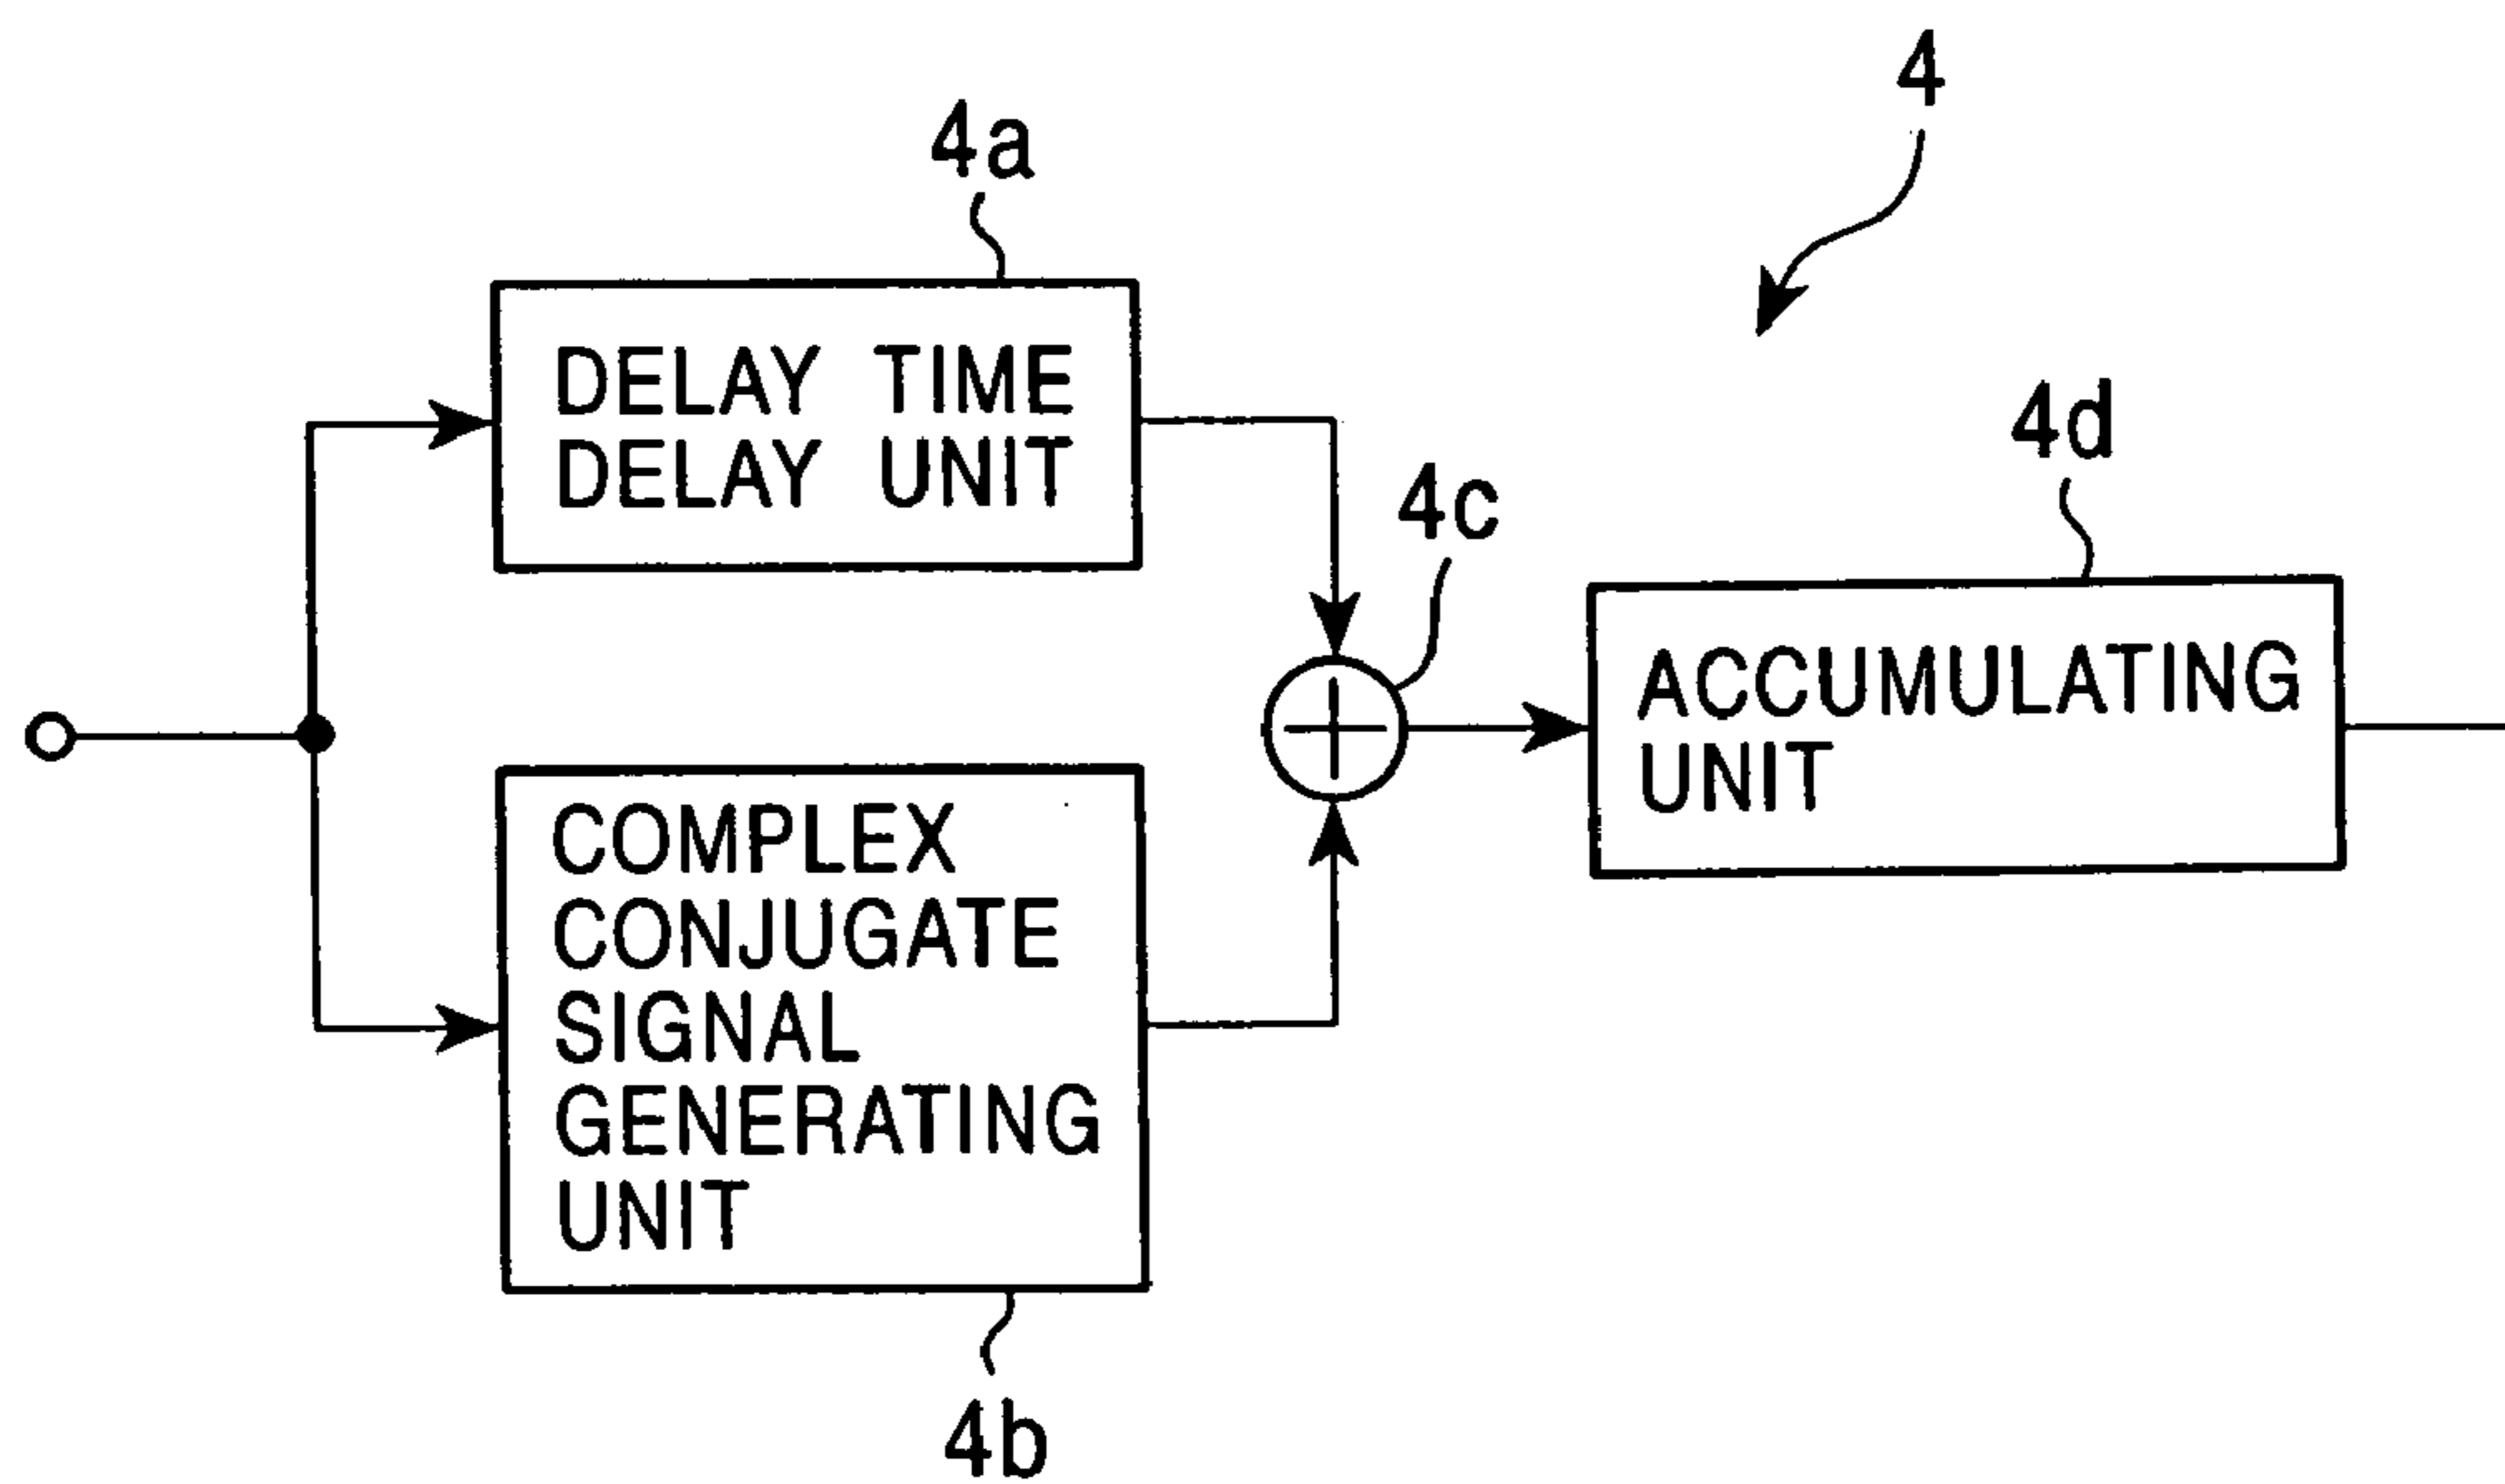 4
4a
DELAY TIME
DELAY UNIT
4c
4d
ACCUMULATING
UNIT
COMPLEX
CONJUGATE
SIGNAL
GENERATING
UNIT
4b